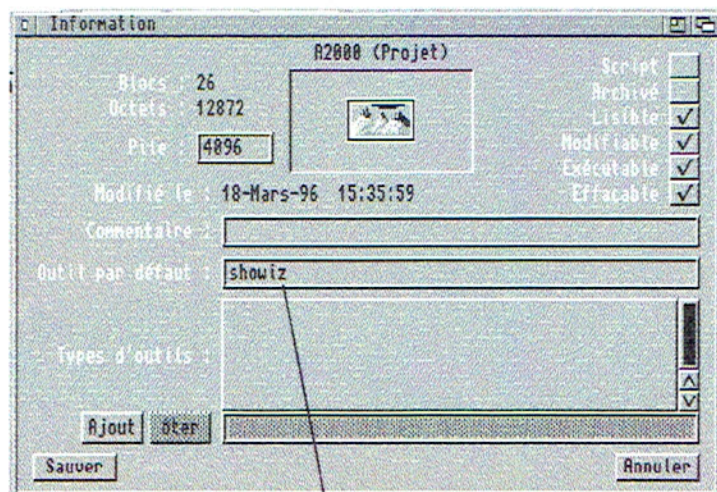 Information
A2000 (Projet)
Blocs : 26
Octets : 12872
Pile : 4096
Modifié le : 18-Mars-96 15:35:59
Script
Archivé
Lisible
Modifiable
Exécutable
Effaçable
Commentaire :
Outil par défaut : showiz
Types d'outils :
Ajout ôter
Sauver Annuler